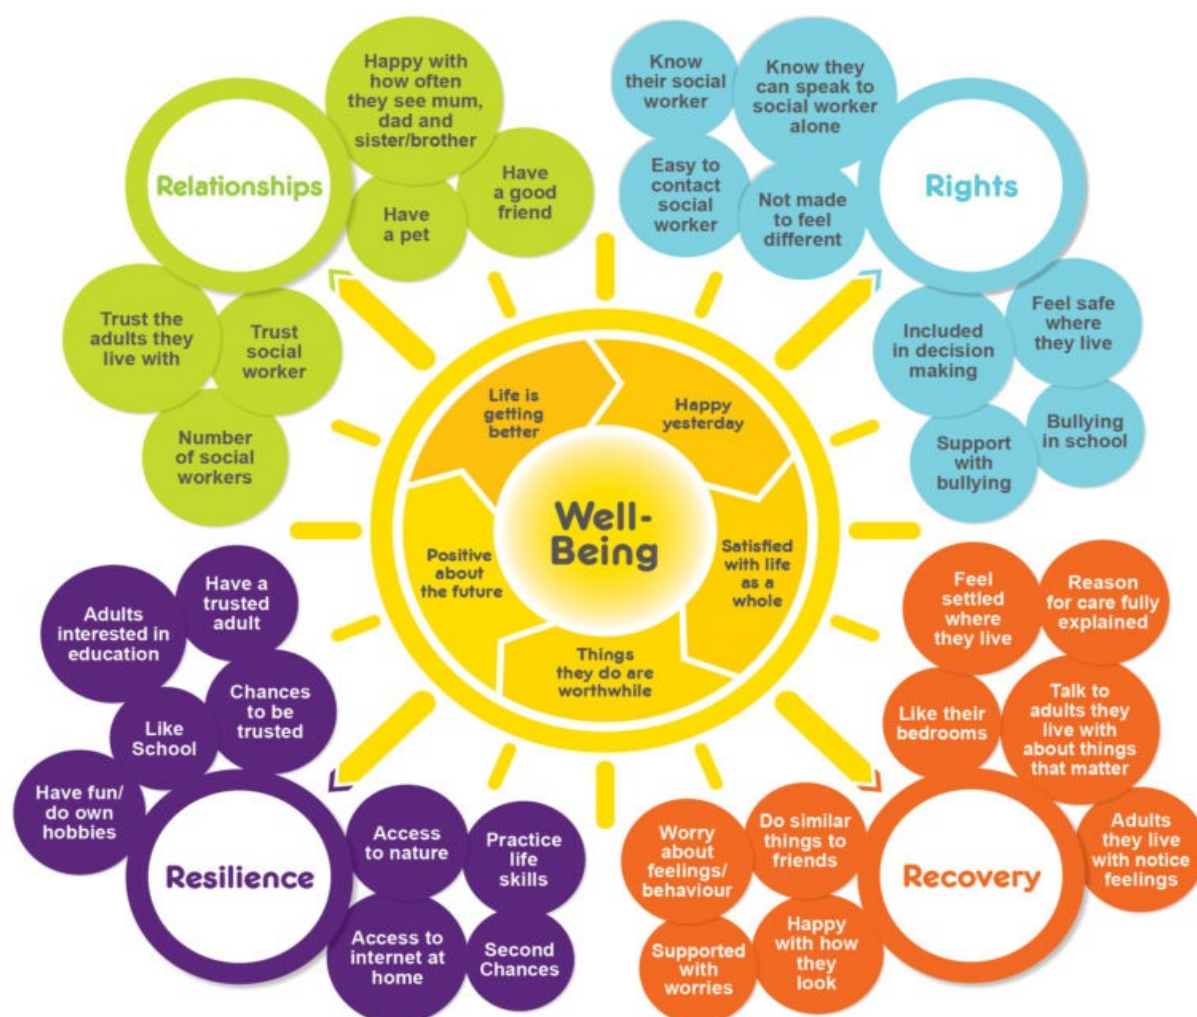 Happy with
how often
they see mum,
dad and
sister/brother
Relationships
Have
a pet
Have
a good
friend
Trust the
adults they
live with
Trust
social
worker
Number
of social
workers
Know
their social
worker
Know they
can speak to
social worker
alone
Easy to
contact
social
worker
Not made
to feel
different
Rights
Included
in decision
making
Feel safe
where
they live
Support
with
bullying
Bullying
in school
Life is
getting
better
Happy
yesterday
Well-
Being
Positive
about
the future
Satisfied
with life
as a
whole
Things
they do are
worthwhile
Adults
interested in
education
Have a
trusted
adult
Like
School
Chances
to be
trusted
Have fun/
do own
hobbies
Resilience
Access
to nature
Practice
life
skills
Access to
internet at
home
Second
Chances
Feel
settled
where
they live
Reason
for care fully
explained
Like their
bedrooms
Talk to
adults they
live with
about things
that matter
Worry
about
feelings/
behaviour
Do similar
things to
friends
Recovery
Adults
they live
with notice
feelings
Supported
with
worries
Happy
with how
they
look